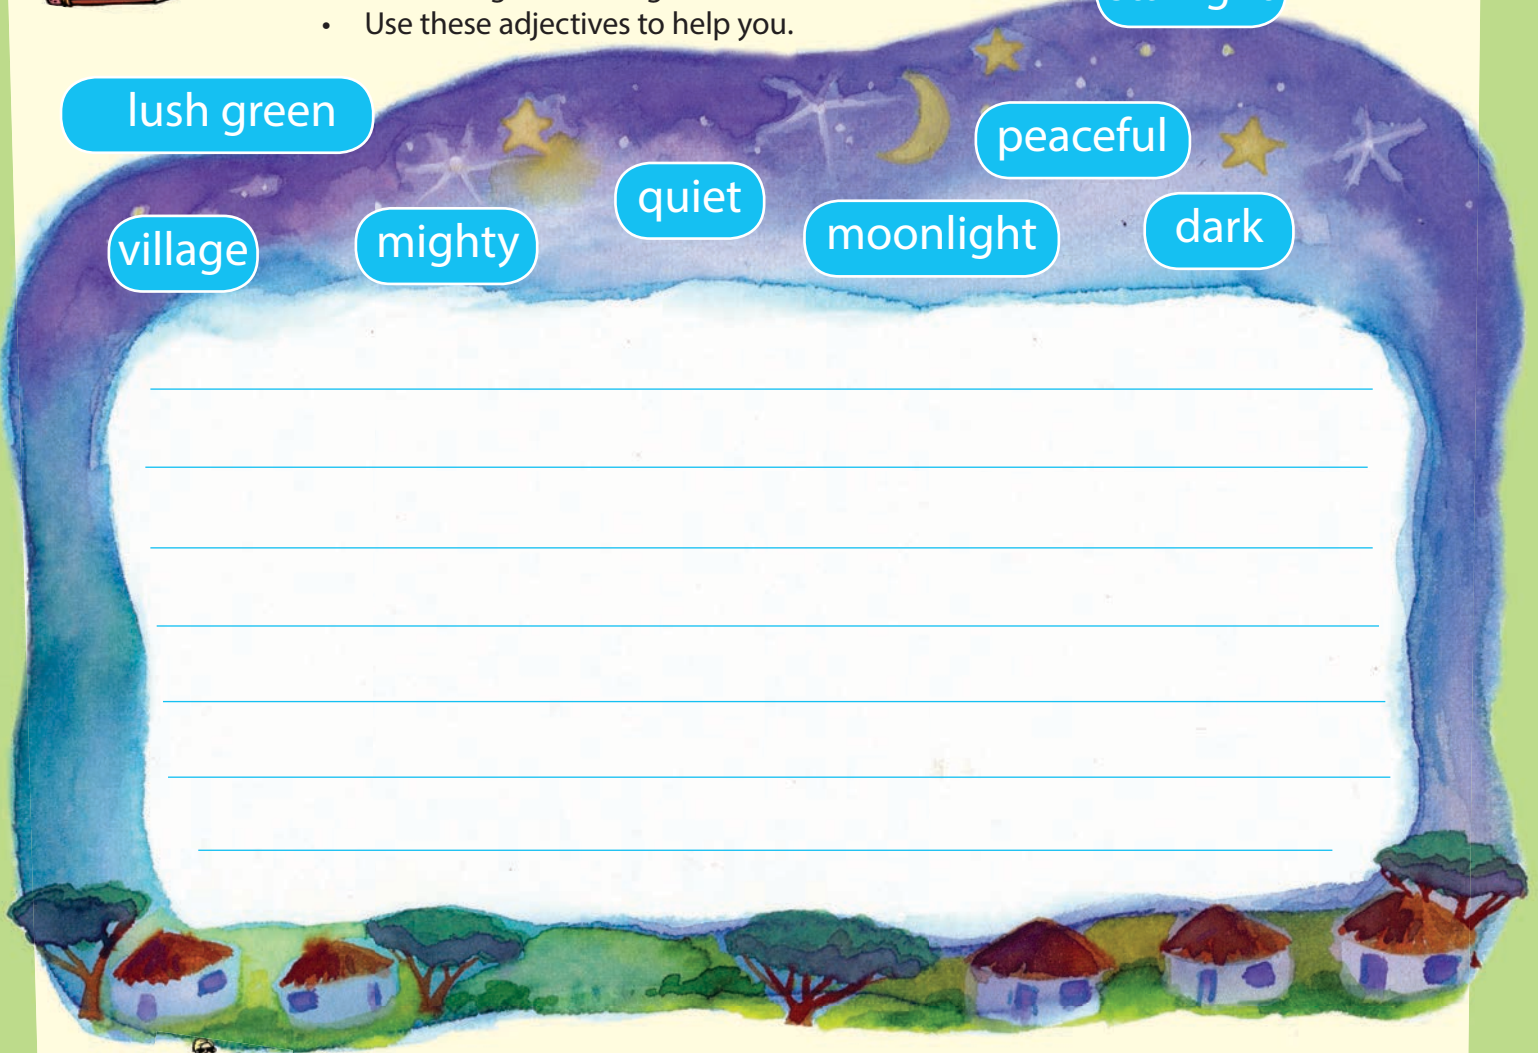 • Use these adjectives to help you.
lush green
peaceful
quiet
village
mighty
moonlight
dark